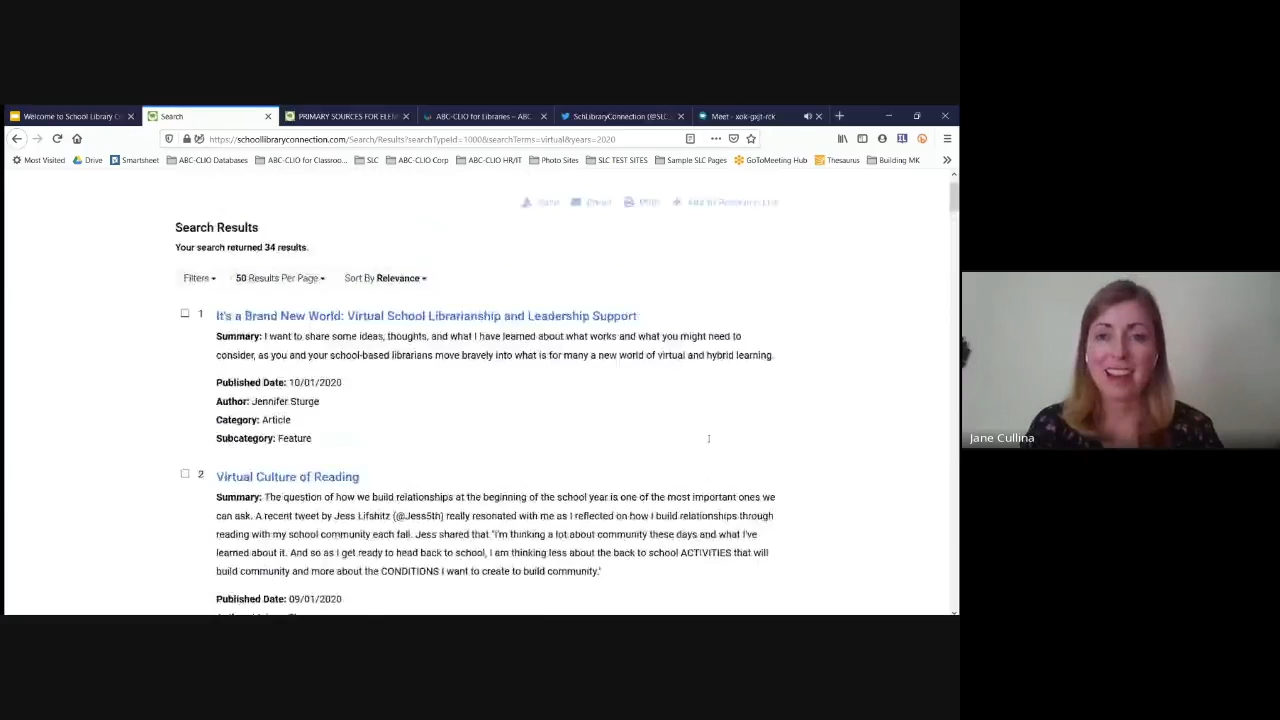 Welcome to School Library C
Search
PRIMARY SOURCES FOR ELEM
ABC-CLIO for Libraries – ABC
SchLibraryConnection (@SLC
Meet - xok-gxjt-rck
https://schoollibraryconnection.com/Search/Results?searchTypeId=1000&searchTerms=virtual&years=2020
Most Visited Drive Smartsheet ABC-CLIO Databases ABC-CLIO for Classroo... SLC ABC-CLIO Corp ABC-CLIO HR/IT Photo Sites SLC TEST SITES Sample SLC Pages GoToMeeting Hub Thesaurus Building MK
Email
Add to Resource List
Search Results
Your search returned 34 results.
Filters 50 Results Per Page Sort By Relevance
1 It's a Brand New World: Virtual School Librarianship and Leadership Support
Summary: I want to share some ideas, thoughts, and what I have learned about what works and what you might need to
consider, as you and your school-based librarians move bravely into what is for many a new world of virtual and hybrid learning.
Published Date: 10/01/2020
Author: Jennifer Sturge
Category: Article
Subcategory: Feature
2 Virtual Culture of Reading
Summary: The question of how we build relationships at the beginning of the school year is one of the most important ones we
can ask. A recent tweet by Jess Lifshitz (@Jess5th) really resonated with me as I reflected on how I build relationships through
reading with my school community each fall. Jess shared that "I'm thinking a lot about community these days and what I've
learned about it. And so as I get ready to head back to school, I am thinking less about the back to school ACTIVITIES that will
build community and more about the CONDITIONS I want to create to build community."
Published Date: 09/01/2020
Jane Cullina